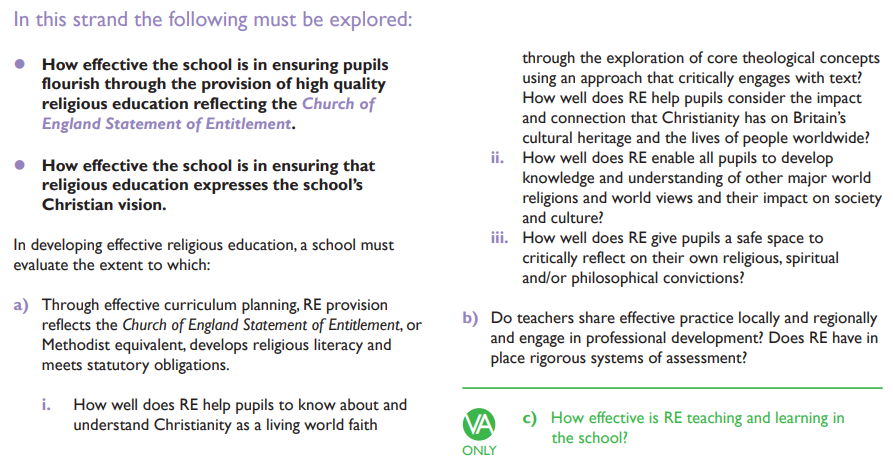 In this strand the following must be explored:
● How effective the school is in ensuring pupils
flourish through the provision of high quality
religious education reflecting the Church of
England Statement of Entitlement.
● How effective the school is in ensuring that
religious education expresses the school’s
Christian vision.
In developing effective religious education, a school must
evaluate the extent to which:
a) Through effective curriculum planning, RE provision
reflects the Church of England Statement of Entitlement, or
Methodist equivalent, develops religious literacy and
meets statutory obligations.
i. How well does RE help pupils to know about and
understand Christianity as a living world faith
through the exploration of core theological concepts
using an approach that critically engages with text?
How well does RE help pupils consider the impact
and connection that Christianity has on Britain’s
cultural heritage and the lives of people worldwide?
ii. How well does RE enable all pupils to develop
knowledge and understanding of other major world
religions and world views and their impact on society
and culture?
iii. How well does RE give pupils a safe space to
critically reflect on their own religious, spiritual
and/or philosophical convictions?
b) Do teachers share effective practice locally and regionally
and engage in professional development? Does RE have in
place rigorous systems of assessment?
VA
ONLY
c) How effective is RE teaching and learning in
the school?